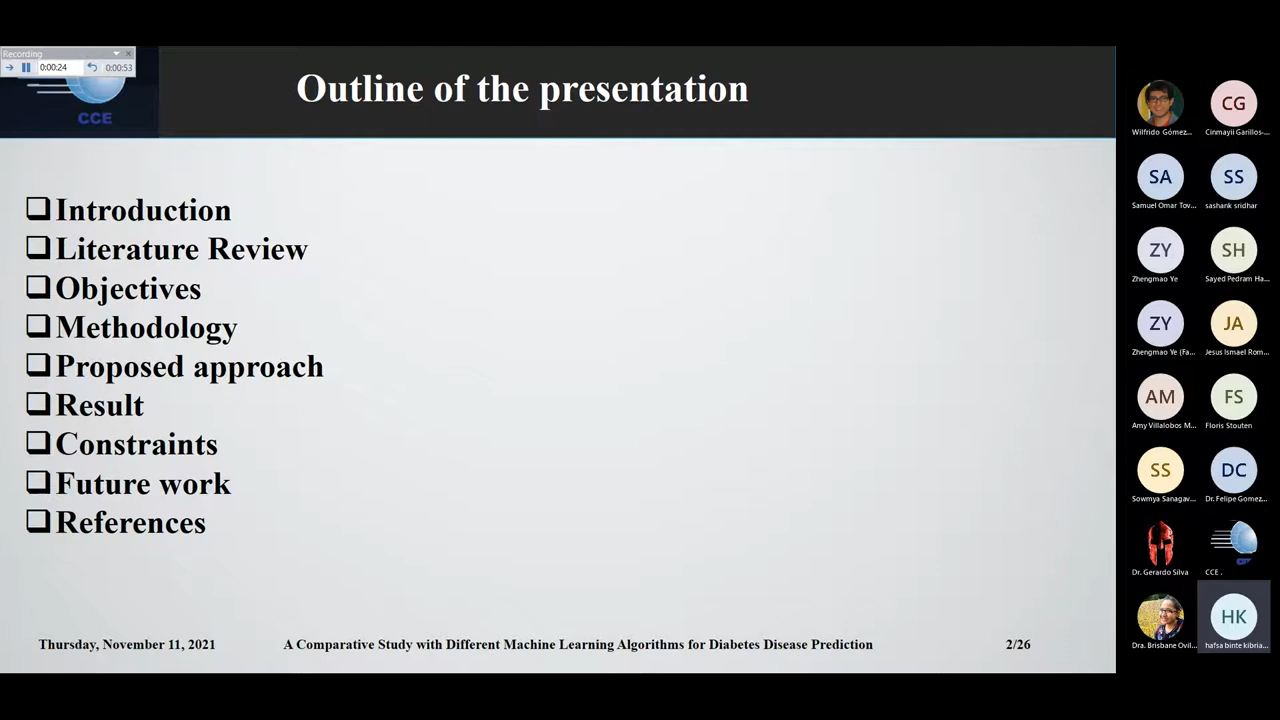 Recording
0:00:24
0:00:53
CCE
Outline of the presentation
Introduction
Literature Review
Objectives
Methodology
Proposed approach
Result
Constraints
Future work
References
Thursday, November 11, 2021
A Comparative Study with Different Machine Learning Algorithms for Diabetes Disease Prediction
2/26
Wilfrido Gómez...
CG
Cinmayii Garillos-...
SA
Samuel Omar Tov...
SS
sashank sridhar
ZY
Zhengmao Ye
SH
Sayed Pedram Ha...
ZY
Zhengmao Ye (Fa...
JA
Jesus Ismael Rom...
AM
Amy Villalobos M...
FS
Floris Stouten
SS
Sowmya Sanagav...
DC
Dr. Felipe Gomez...
Dr. Gerardo Silva
CCE .
Dra. Brisbane Ovil...
HK
hafsa binte kibria...